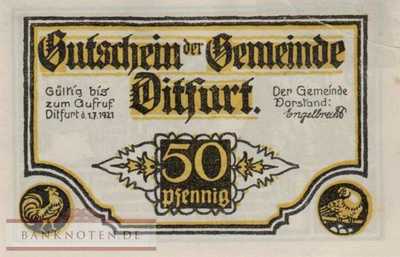 Gutschein der Gemeinde
Ditfurt.
Gültig bis
zum Aufruf
Ditfurt d. 1.7.1921
Der Gemeinde
Vorstand:
Engelbrecht
50
Pfennig
BANKNOTEN.DE